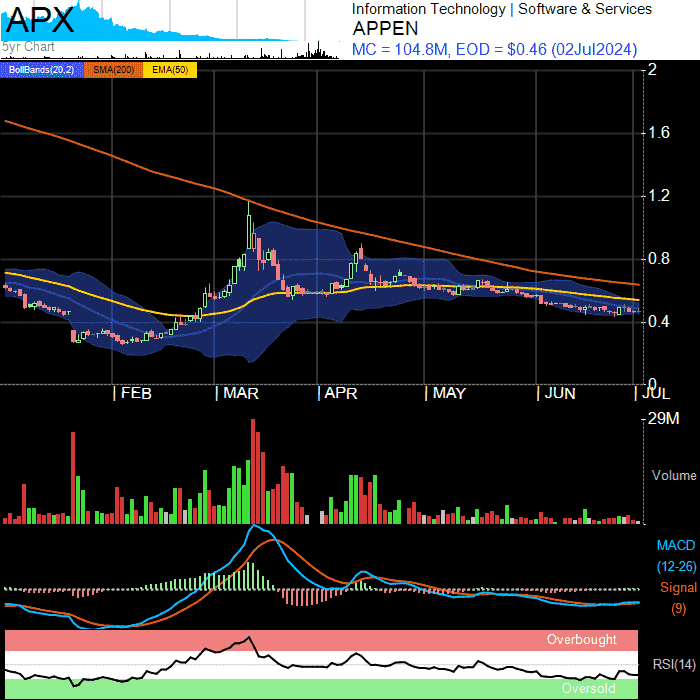 APX
Information Technology | Software & Services
APPEN
5yr Chart
MC = 104.8M, EOD = $0.46 (02Jul2024)
BollBands(20,2) SMA(200) EMA(50)
2
1.6
1.2
0.8
0.4
0
| FEB | MAR | APR | MAY | JUN | JUL
29M
Volume
MACD
(12-26)
Signal
(9)
Overbought
RSI(14)
Oversold